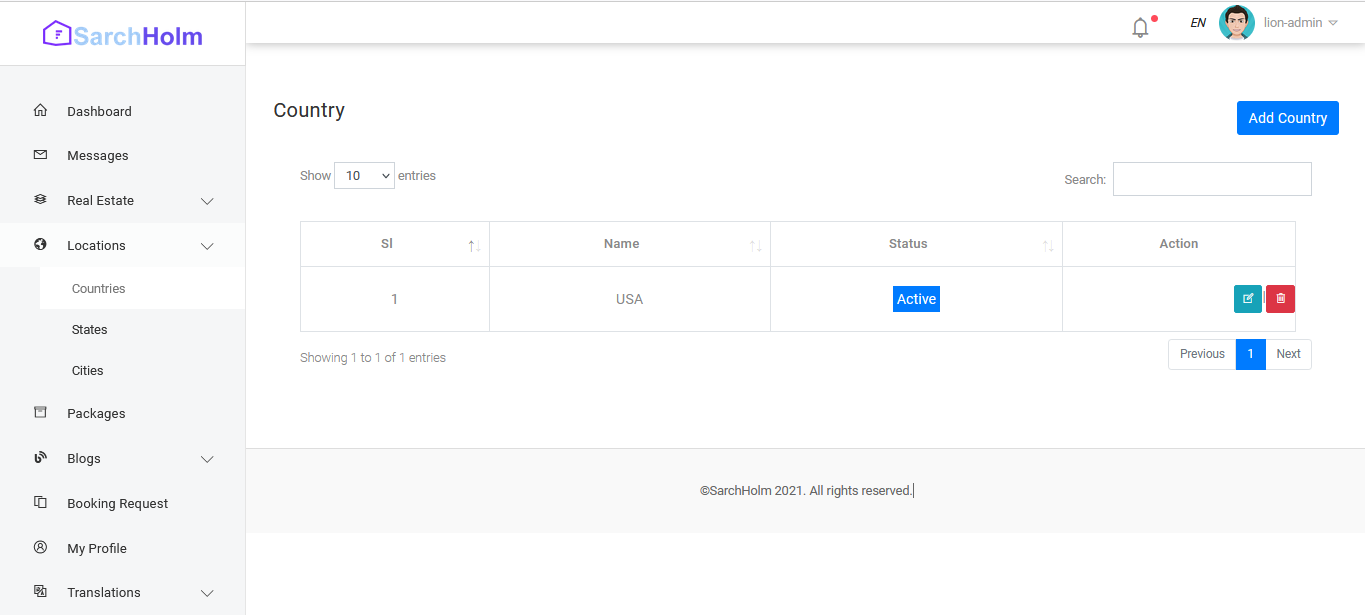 SarchHolm
EN
lion-admin
Dashboard
Messages
Real Estate
Locations
Countries
States
Cities
Packages
Blogs
Booking Request
My Profile
Translations
Country
Add Country
Show 10 entries
Search:
Sl Name Status Action
1 USA Active |
Showing 1 to 1 of 1 entries
Previous 1 Next
©SarchHolm 2021. All rights reserved.